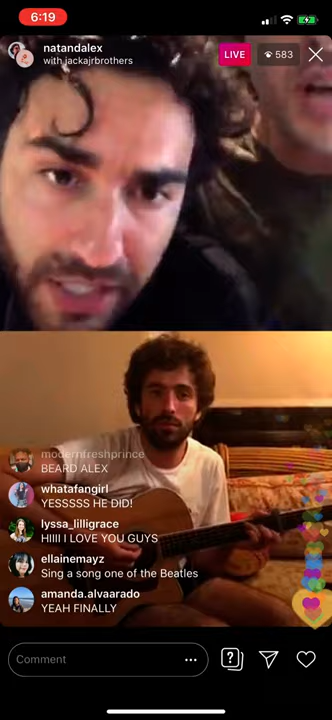 6:19
natandalex
with jackajrbrothers
LIVE
583
modernfreshprince
BEARD ALEX
whatafangirl
YESSSSS HE DID!
lyssa_lilligrace
HIIIII I LOVE YOU GUYS
ellainemayz
Sing a song one of the Beatles
amanda.alvaarado
YEAH FINALLY
Comment